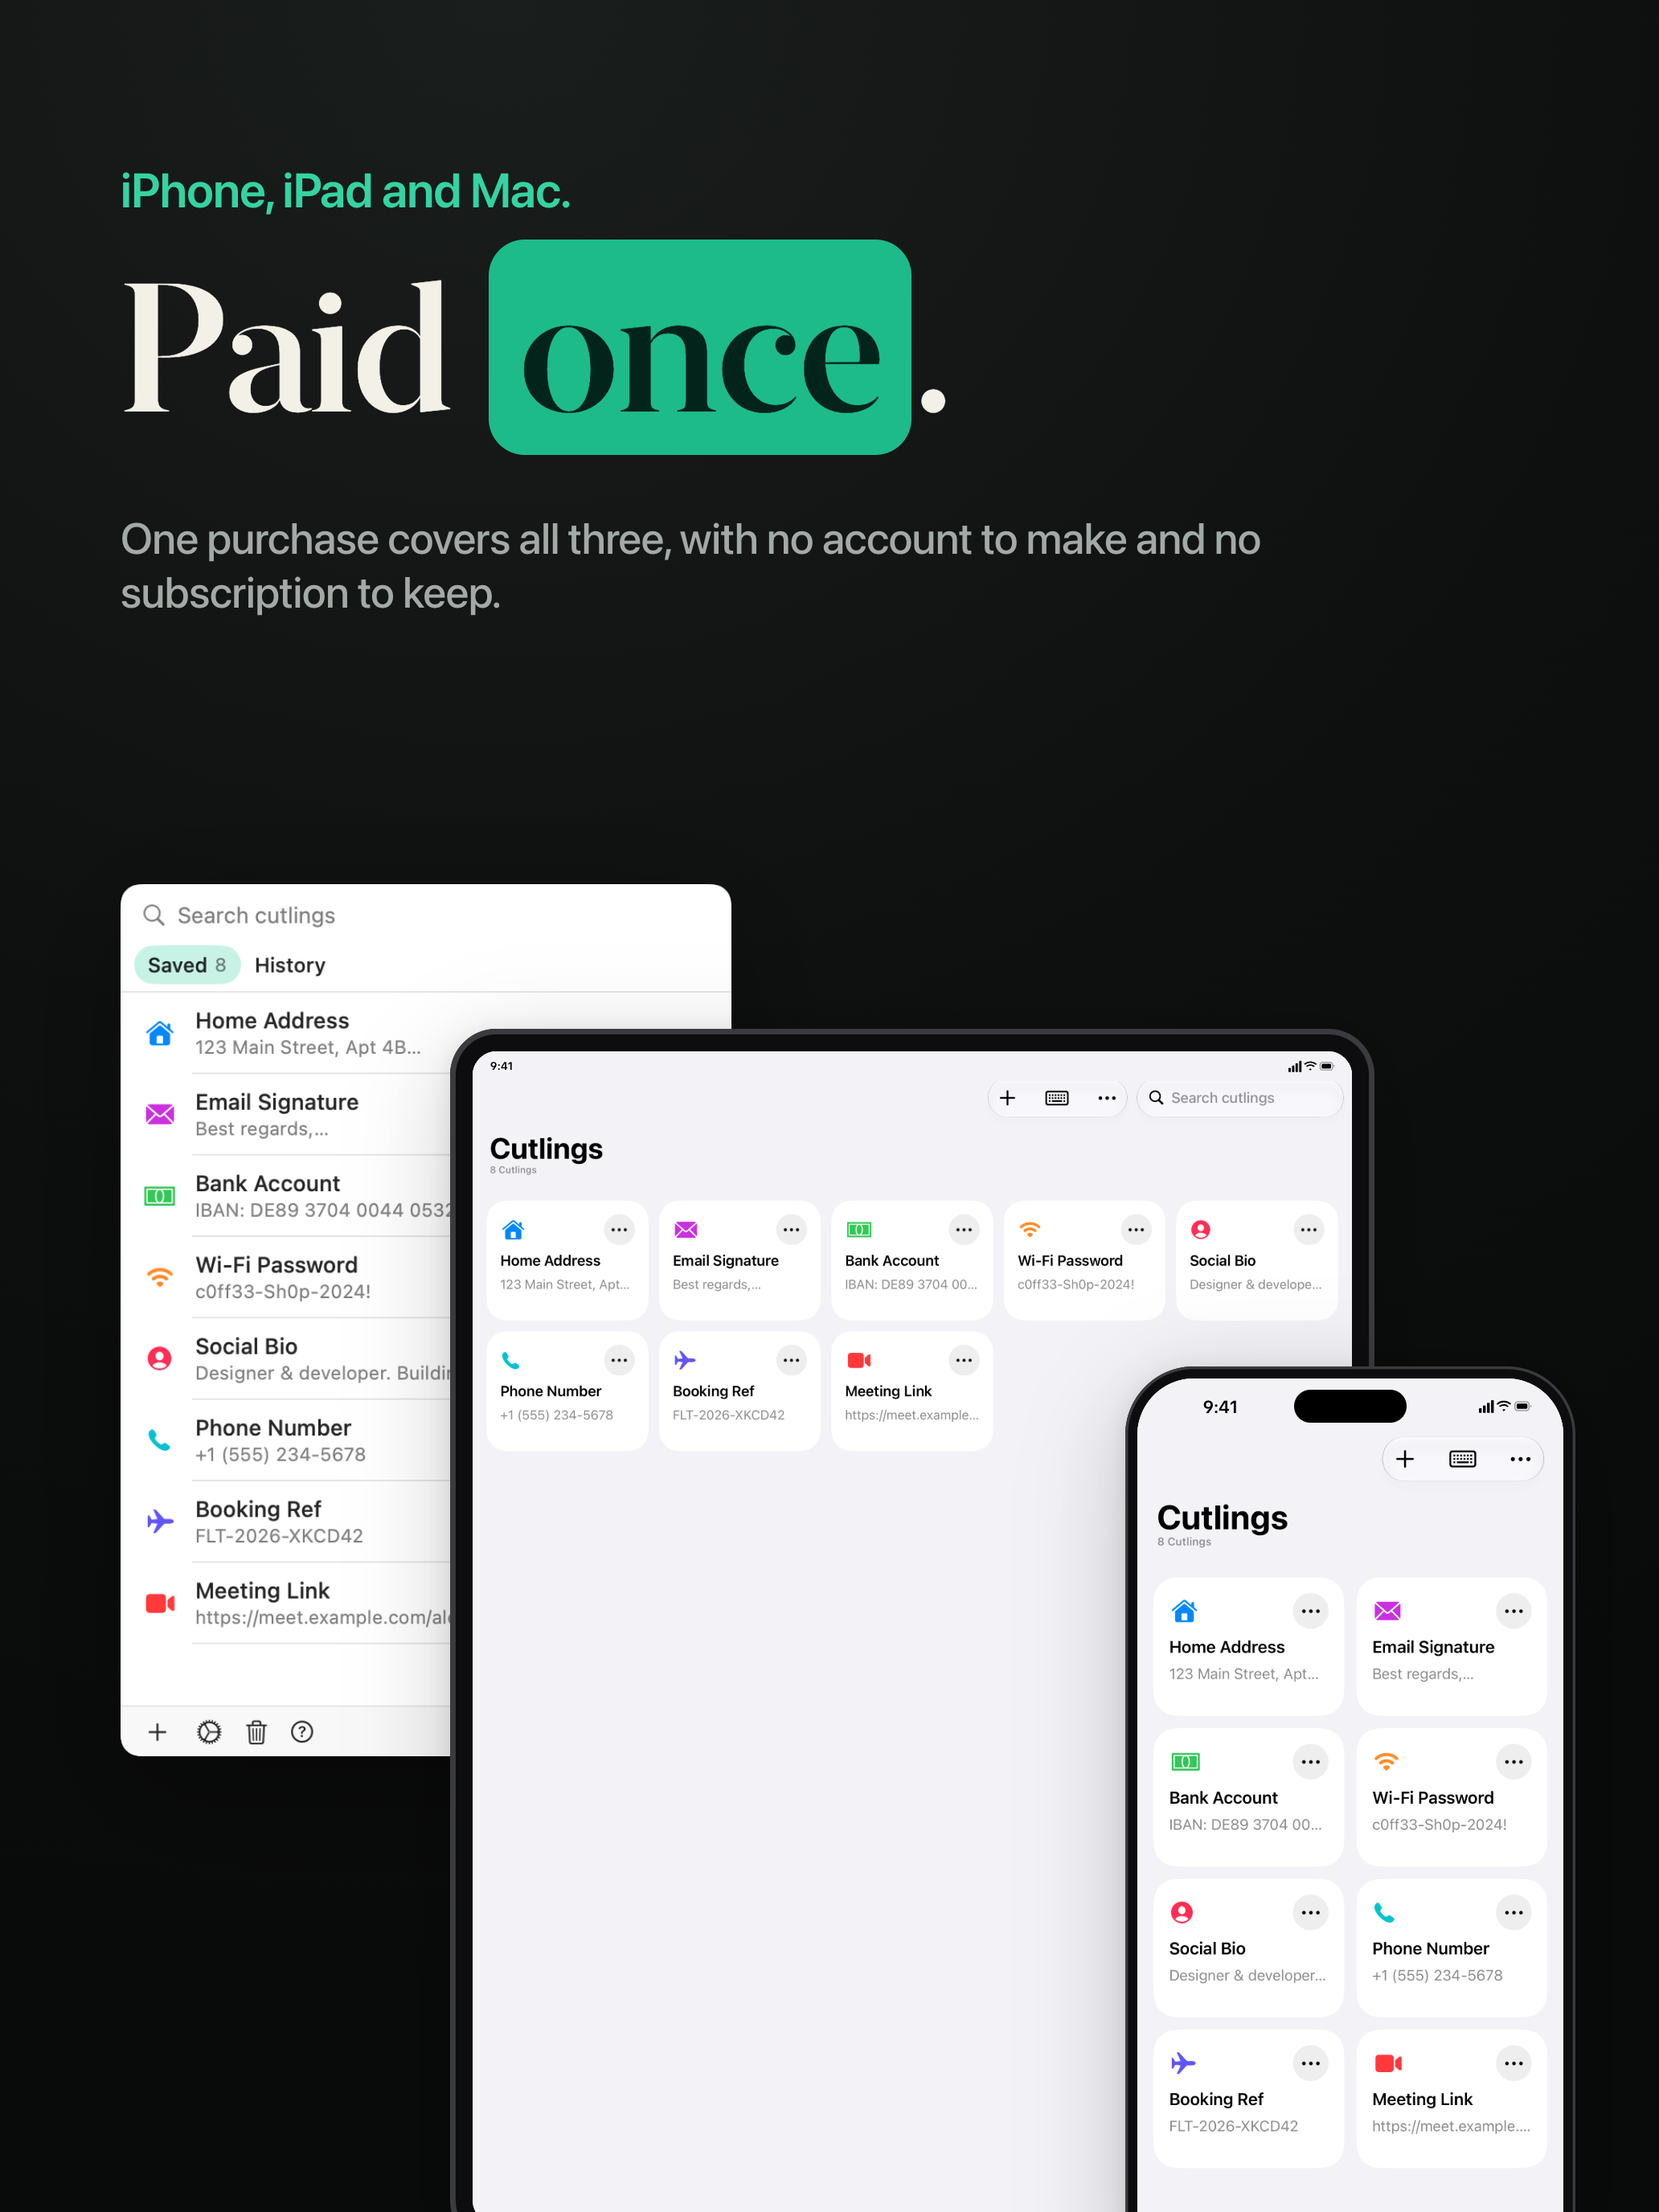 iPhone, iPad and Mac.
Paid once.
One purchase covers all three, with no account to make and no
subscription to keep.
Search cutlings
Saved 8 History
Home Address
123 Main Street, Apt 4B...
Email Signature
Best regards,...
Bank Account
IBAN: DE89 3704 0044 0532
Wi-Fi Password
c0ff33-Sh0p-2024!
Social Bio
Designer & developer. Buildin
Phone Number
+1 (555) 234-5678
Booking Ref
FLT-2026-XKCD42
Meeting Link
https://meet.example.com/ale
9:41
Search cutlings
Cutlings
8 Cutlings
Home Address
123 Main Street, Apt...
Email Signature
Best regards,...
Bank Account
IBAN: DE89 3704 00...
Wi-Fi Password
c0ff33-Sh0p-2024!
Social Bio
Designer & develope...
Phone Number
+1 (555) 234-5678
Booking Ref
FLT-2026-XKCD42
Meeting Link
https://meet.example...
9:41
Cutlings
8 Cutlings
Home Address
123 Main Street, Apt...
Email Signature
Best regards,...
Bank Account
IBAN: DE89 3704 00...
Wi-Fi Password
c0ff33-Sh0p-2024!
Social Bio
Designer & developer...
Phone Number
+1 (555) 234-5678
Booking Ref
FLT-2026-XKCD42
Meeting Link
https://meet.example....